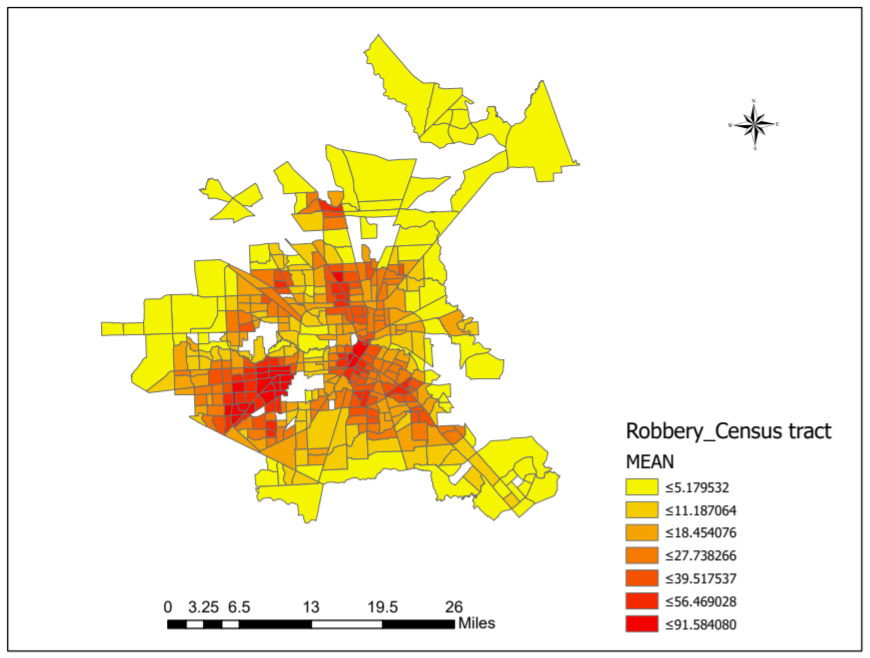 N
W E
S
Robbery_Census tract
MEAN
≤5.179532
≤11.187064
≤18.454076
≤27.738266
≤39.517537
≤56.469028
≤91.584080
0 3.25 6.5 13 19.5 26
Miles